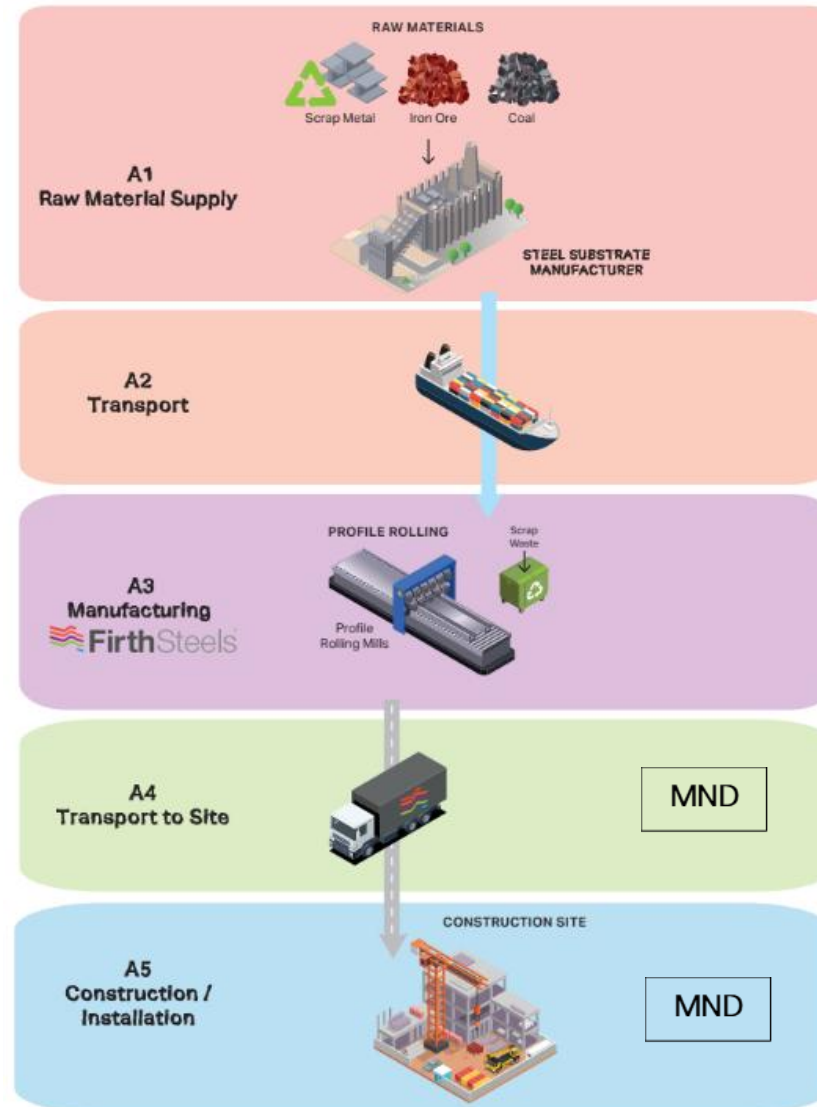 RAW MATERIALS
Scrap Metal
Iron Ore
Coal
A1
Raw Material Supply
STEEL SUBSTRATE
MANUFACTURER
A2
Transport
PROFILE ROLLING
Scrap
Waste
A3
Manufacturing
FirthSteels
Profile
Rolling Mills
A4
Transport to Site
MND
CONSTRUCTION SITE
A5
Construction /
Installation
MND